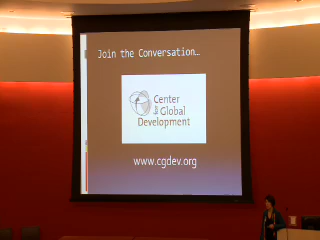 Join the Conversation…
Center
for Global
Development
www.cgdev.org